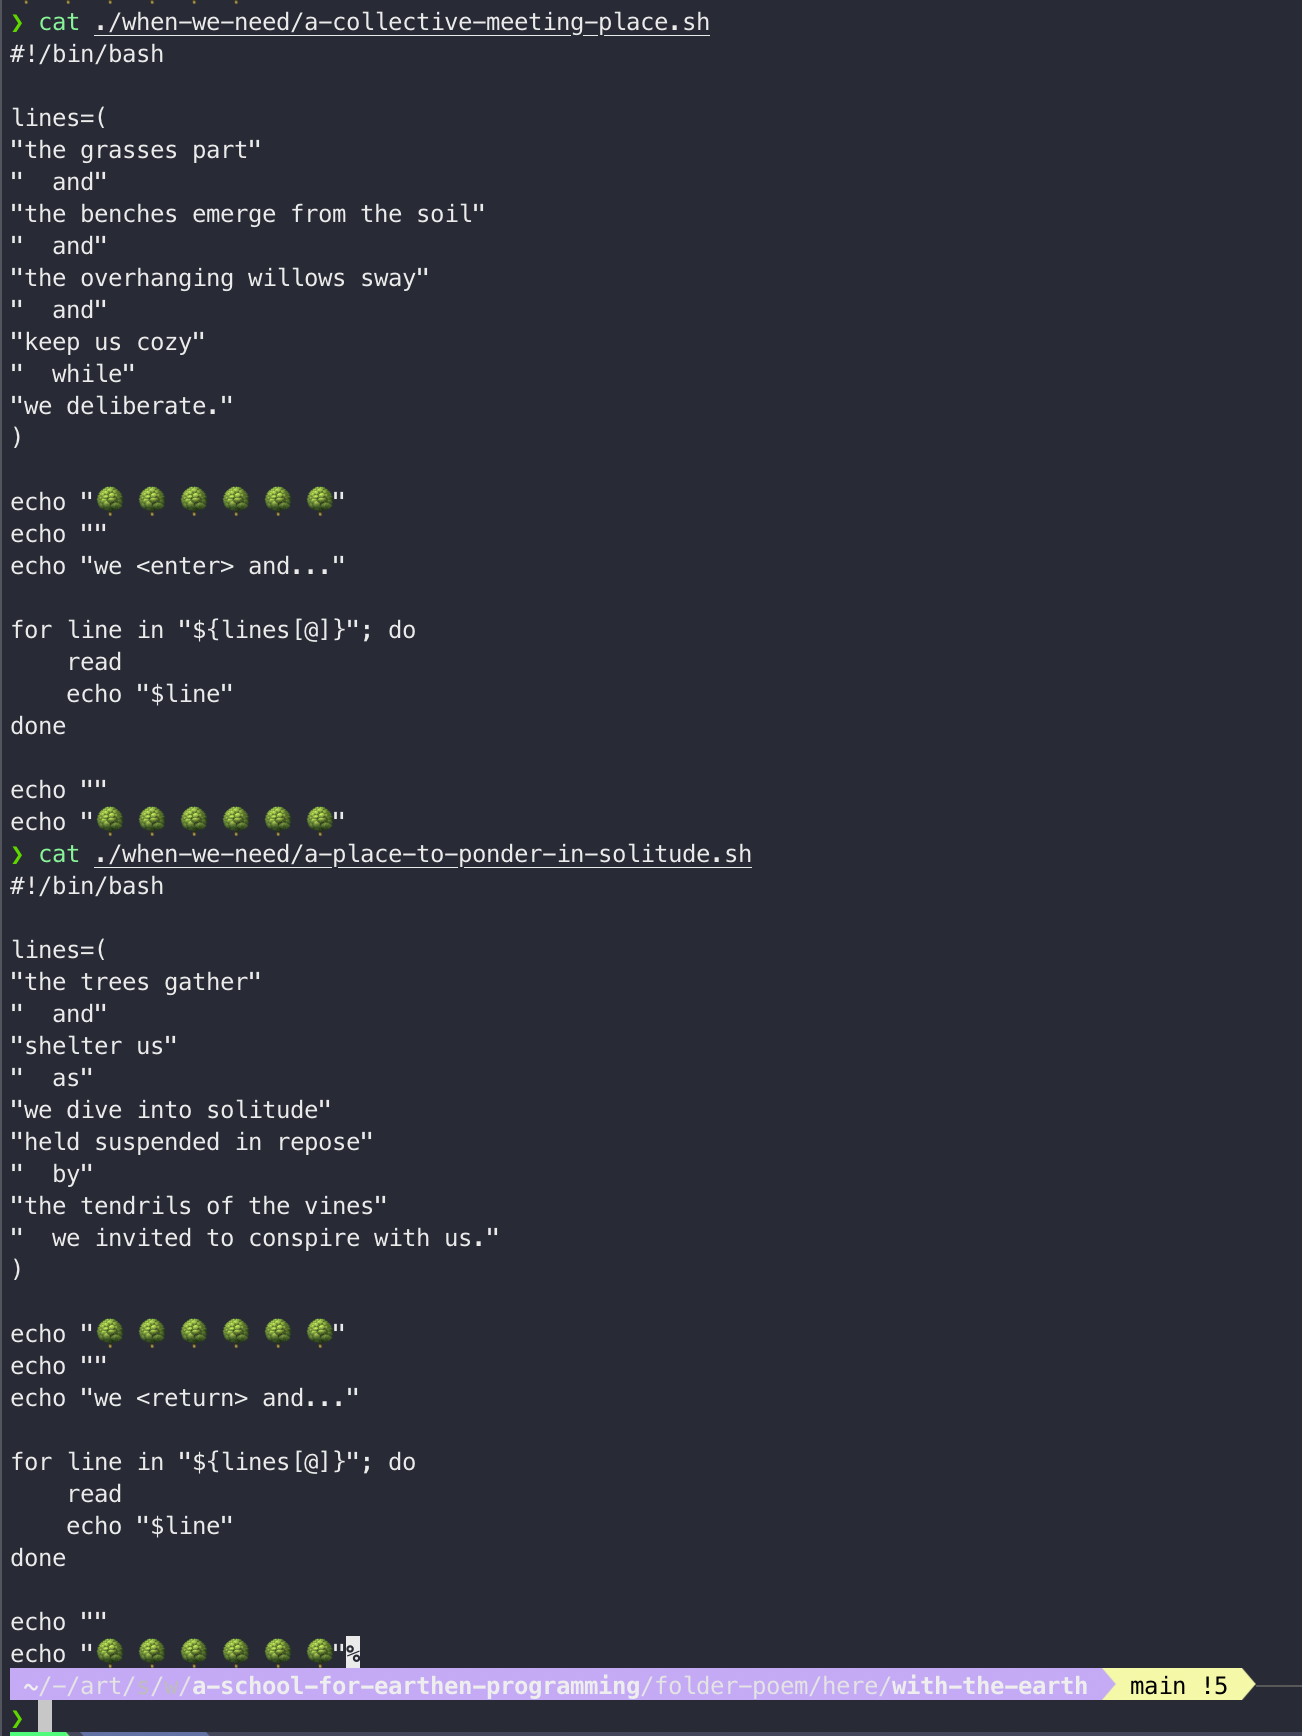 ❯ cat ./when-we-need/a-collective-meeting-place.sh
#!/bin/bash

lines=(
"the grasses part"
"  and"
"the benches emerge from the soil"
"  and"
"the overhanging willows sway"
"  and"
"keep us cozy"
"  while"
"we deliberate."
)

echo "🌳 🌳 🌳 🌳 🌳 🌳"
echo ""
echo "we <enter> and..."

for line in "${lines[@]}"; do
    read
    echo "$line"
done

echo ""
echo "🌳 🌳 🌳 🌳 🌳 🌳"
❯ cat ./when-we-need/a-place-to-ponder-in-solitude.sh
#!/bin/bash

lines=(
"the trees gather"
"  and"
"shelter us"
"  as"
"we dive into solitude"
"held suspended in repose"
"  by"
"the tendrils of the vines"
"  we invited to conspire with us."
)

echo "🌳 🌳 🌳 🌳 🌳 🌳"
echo ""
echo "we <return> and..."

for line in "${lines[@]}"; do
    read
    echo "$line"
done

echo ""
echo "🌳 🌳 🌳 🌳 🌳 🌳"%
~/-/art/ / /a-school-for-earthen-programming/folder-poem/here/with-the-earth main !5
❯